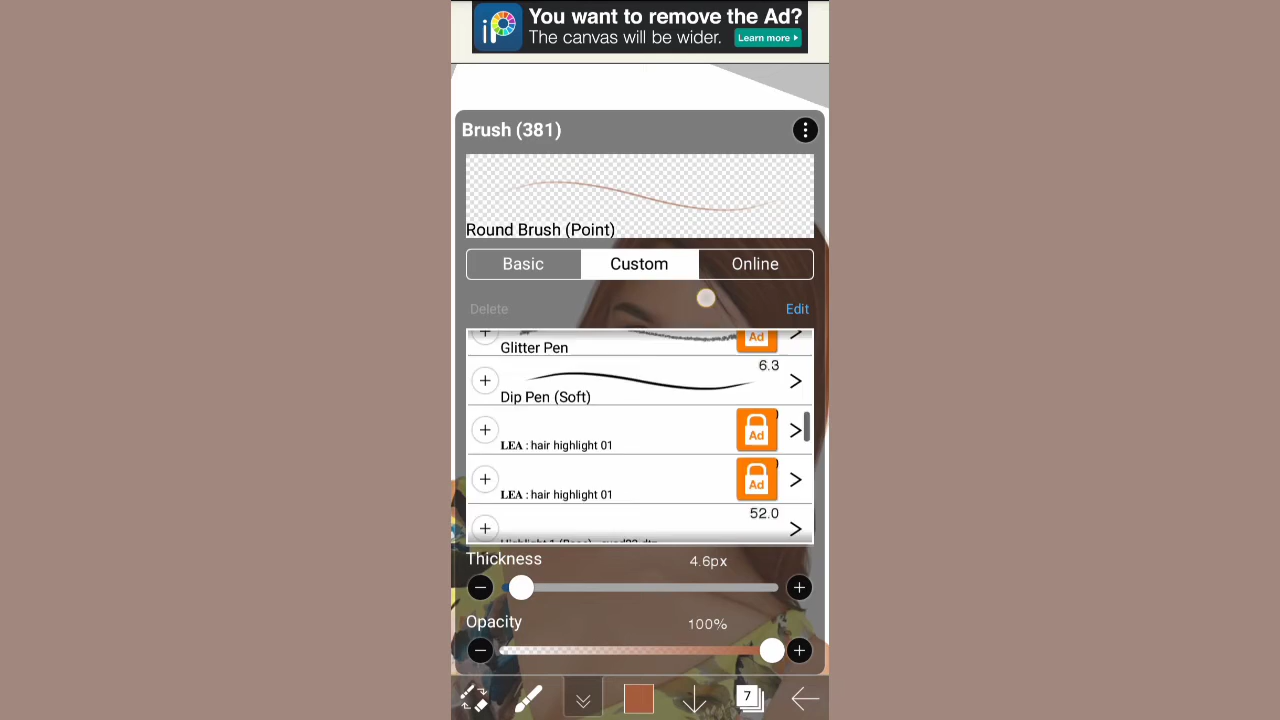 iP
You want to remove the Ad?
The canvas will be wider.
Learn more
Brush (381)
Round Brush (Point)
Basic
Custom
Online
Delete
Edit
Ad
Glitter Pen
6.3
Dip Pen (Soft)
Ad
LEA : hair highlight 01
Ad
LEA : hair highlight 01
52.0
Thickness
4.6px
Opacity
100%
7